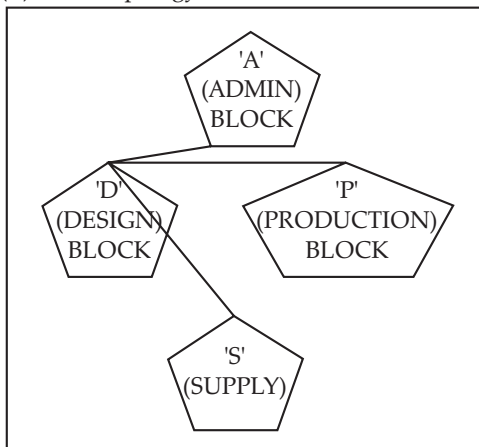 'A'
(ADMIN)
BLOCK
'D'
(DESIGN)
BLOCK
'P'
(PRODUCTION)
BLOCK
'S'
(SUPPLY)